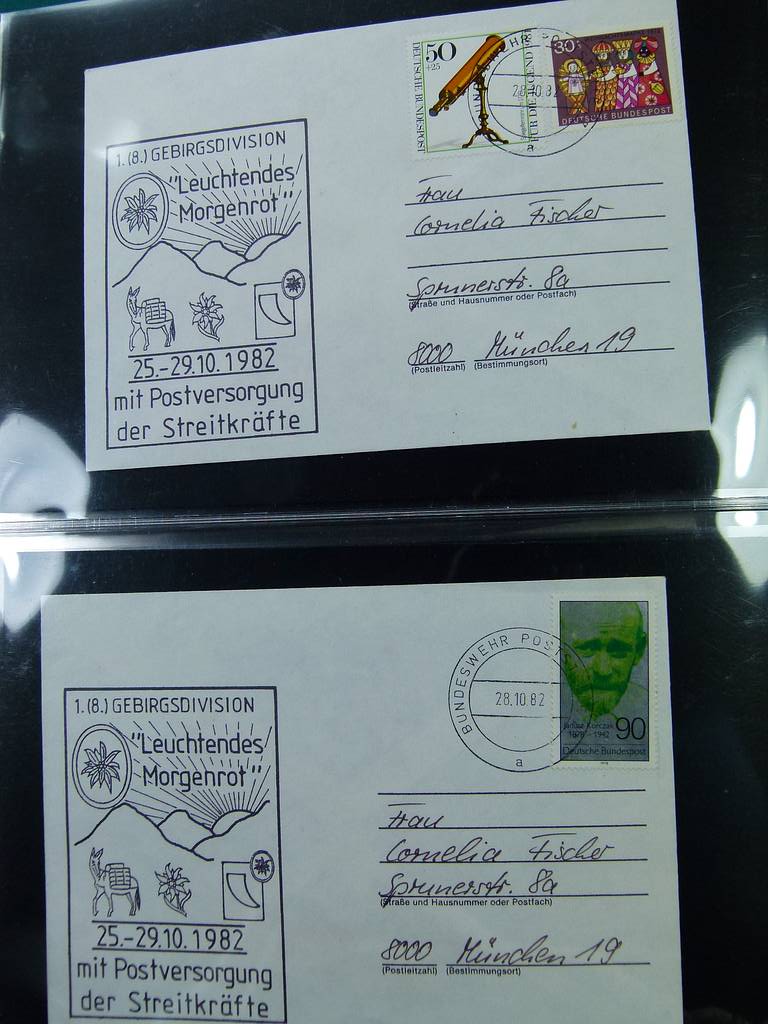 50
+25
DEUTSCHE BUNDESPOST
FÜR DIE JUGEND
30
DEUTSCHE BUNDESPOST
28.10.82
1.(8.) GEBIRGSDIVISION
"Leuchtendes
Morgenrot"
25.-29.10.1982
mit Postversorgung
der Streitkräfte
Frau
Cornelia Fischer
Sprunerstr. 8a
(Straße und Hausnummer oder Postfach)
8000 München 19
(Postleitzahl) (Bestimmungsort)
BUNDESWEHR POST
28.10.82
a
Janusz Korczak
1878 - 1942 90
Deutsche Bundespost
1.(8.) GEBIRGSDIVISION
"Leuchtendes
Morgenrot"
25.-29.10.1982
mit Postversorgung
der Streitkräfte
Frau
Cornelia Fischer
Sprunerstr. 8a
(Straße und Hausnummer oder Postfach)
8000 München 19
(Postleitzahl) (Bestimmungsort)